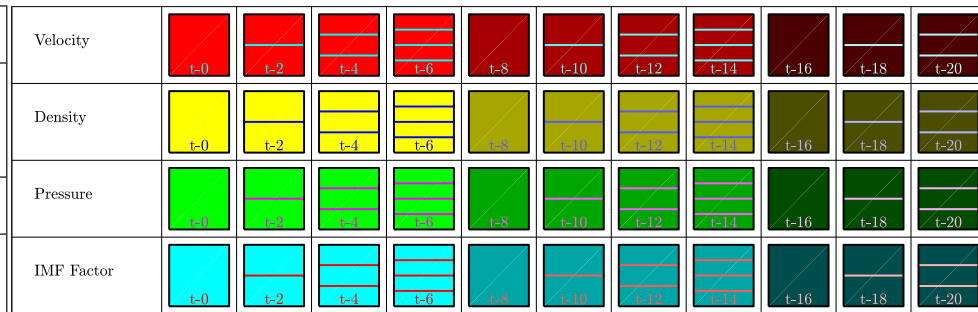 Velocity t-0 t-2 t-4 t-6 t-8 t-10 t-12 t-14 t-16 t-18 t-20
Density t-0 t-2 t-4 t-6 t-8 t-10 t-12 t-14 t-16 t-18 t-20
Pressure t-0 t-2 t-4 t-6 t-8 t-10 t-12 t-14 t-16 t-18 t-20
IMF Factor t-0 t-2 t-4 t-6 t-8 t-10 t-12 t-14 t-16 t-18 t-20